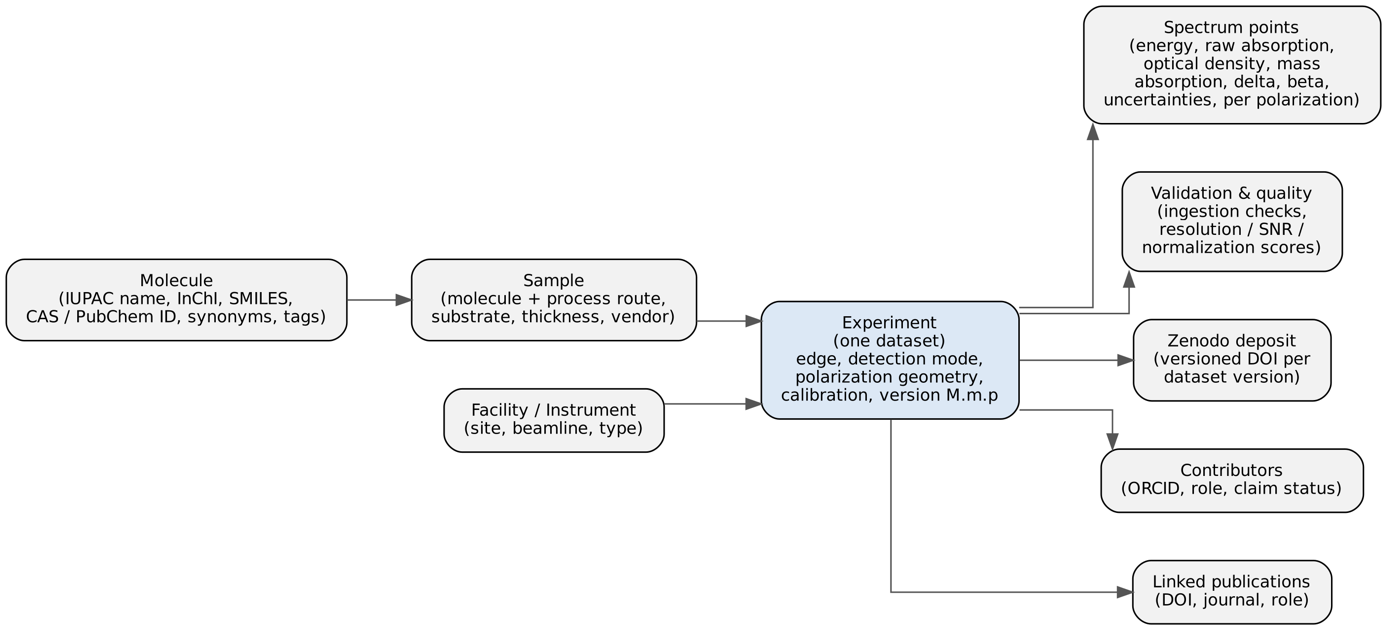 Molecule
(IUPAC name, InChI, SMILES,
CAS / PubChem ID, synonyms, tags)
Sample
(molecule + process route,
substrate, thickness, vendor)
Facility / Instrument
(site, beamline, type)
Experiment
(one dataset)
edge, detection mode,
polarization geometry,
calibration, version M.m.p
Spectrum points
(energy, raw absorption,
optical density, mass
absorption, delta, beta,
uncertainties, per polarization)
Validation & quality
(ingestion checks,
resolution / SNR /
normalization scores)
Zenodo deposit
(versioned DOI per
dataset version)
Contributors
(ORCID, role, claim status)
Linked publications
(DOI, journal, role)